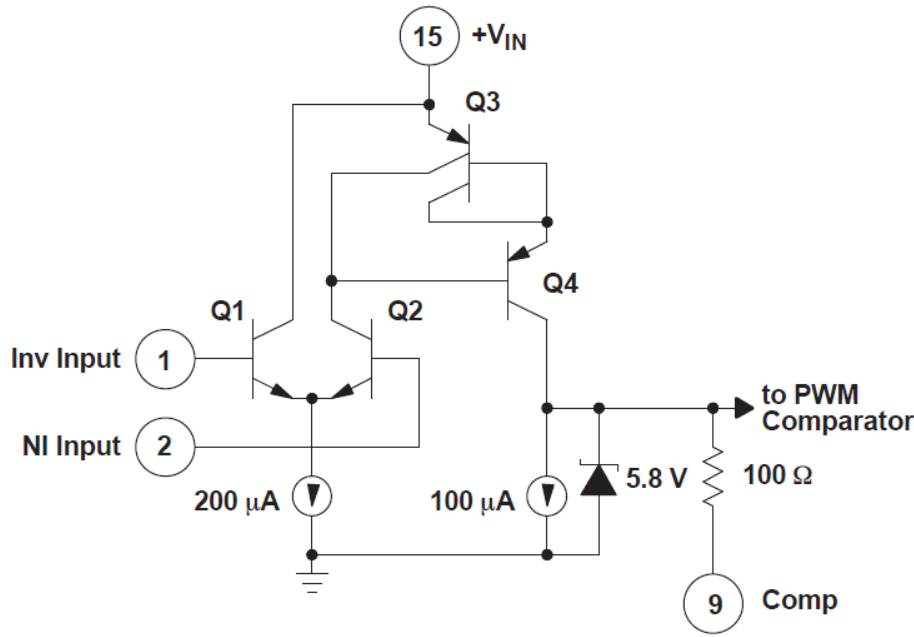 15 +VIN
Q3
Q4
Q1 Q2
Inv Input 1
NI Input 2
to PWM
Comparator
200 μA
100 μA
5.8 V
100 Ω
9 Comp